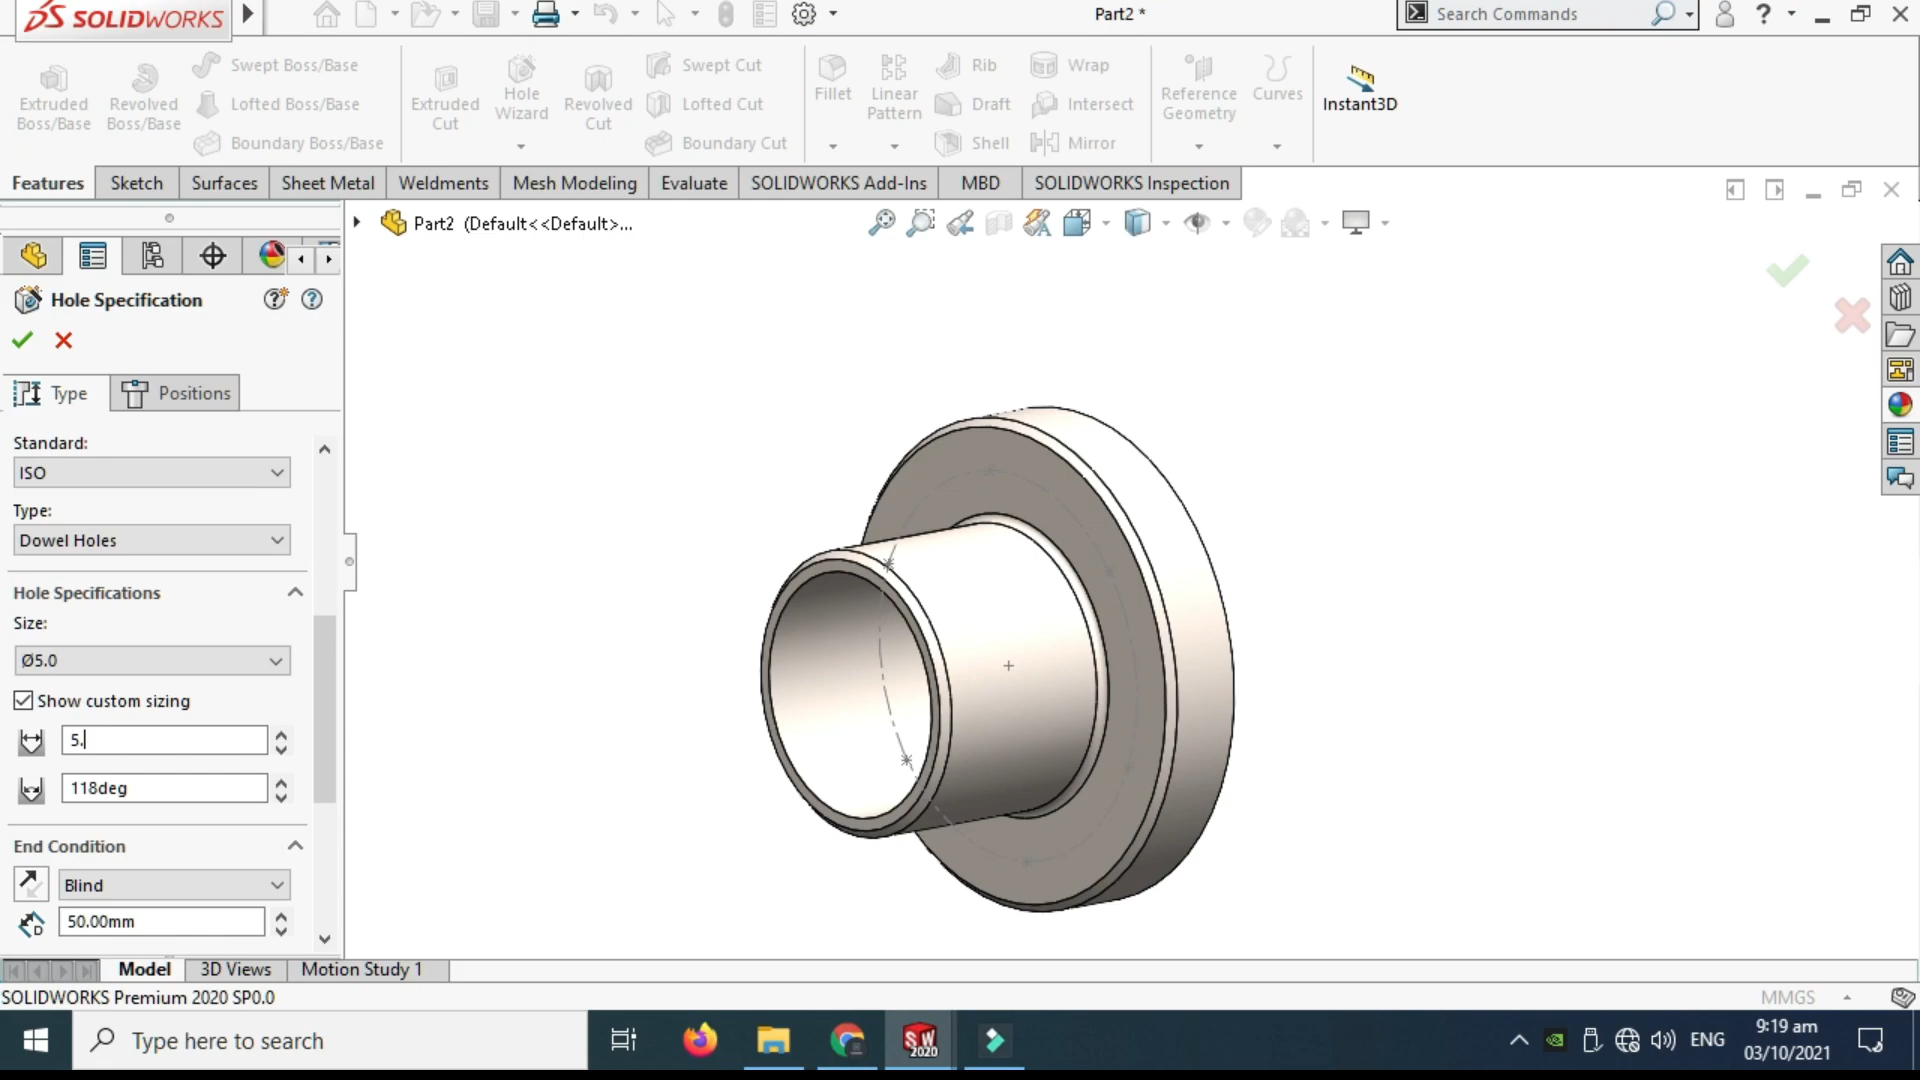 SOLIDWORKS
Part2 *
Search Commands
Extruded Boss/Base
Revolved Boss/Base
Swept Boss/Base
Lofted Boss/Base
Boundary Boss/Base
Extruded Cut
Hole Wizard
Revolved Cut
Swept Cut
Lofted Cut
Boundary Cut
Fillet
Linear Pattern
Rib
Draft
Shell
Wrap
Intersect
Mirror
Reference Geometry
Curves
Instant3D
Features
Sketch
Surfaces
Sheet Metal
Weldments
Mesh Modeling
Evaluate
SOLIDWORKS Add-Ins
MBD
SOLIDWORKS Inspection
Part2 (Default<<Default>...
Hole Specification
Type
Positions
Standard:
ISO
Type:
Dowel Holes
Hole Specifications
Size:
Ø5.0
Show custom sizing
5.
118deg
End Condition
Blind
50.00mm
Model
3D Views
Motion Study 1
SOLIDWORKS Premium 2020 SP0.0
MMGS
Type here to search
SW
2020
ENG
9:19 am
03/10/2021